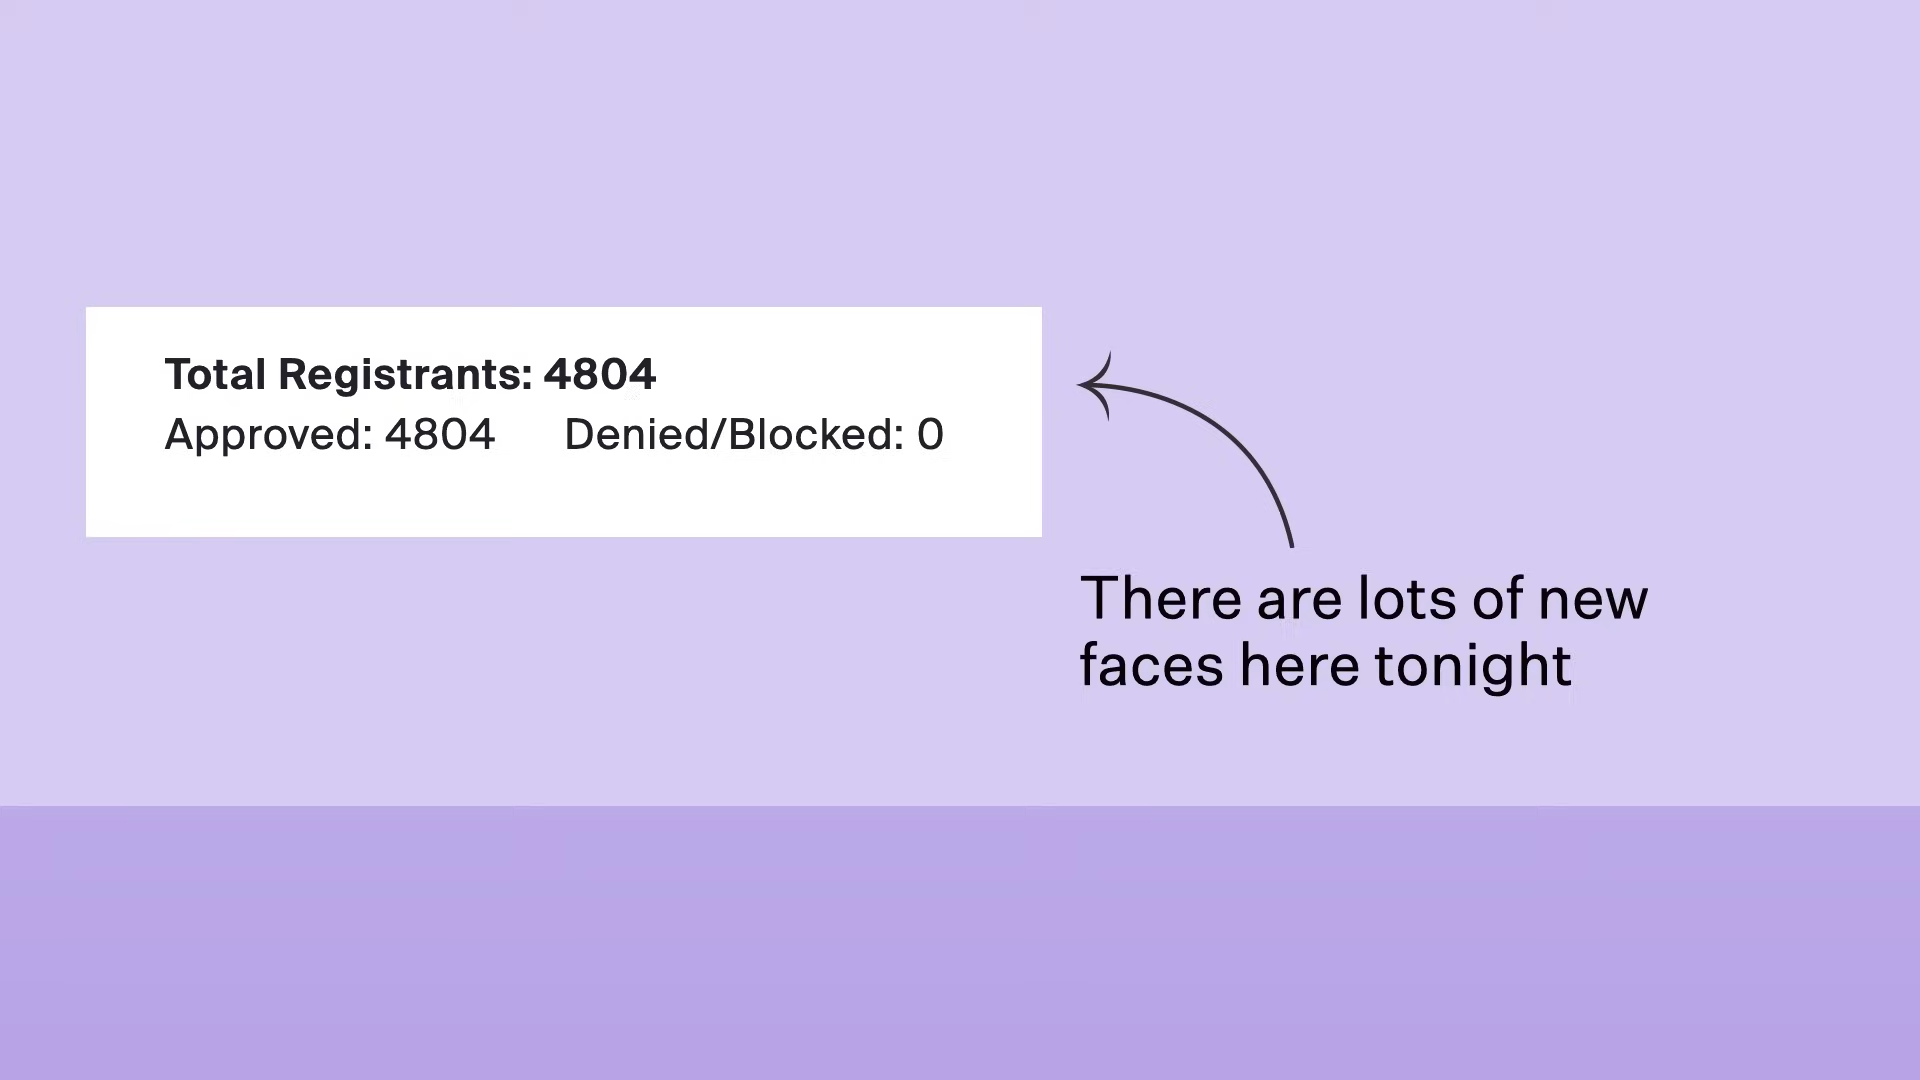 Total Registrants: 4804
Approved: 4804 Denied/Blocked: 0
There are lots of new
faces here tonight